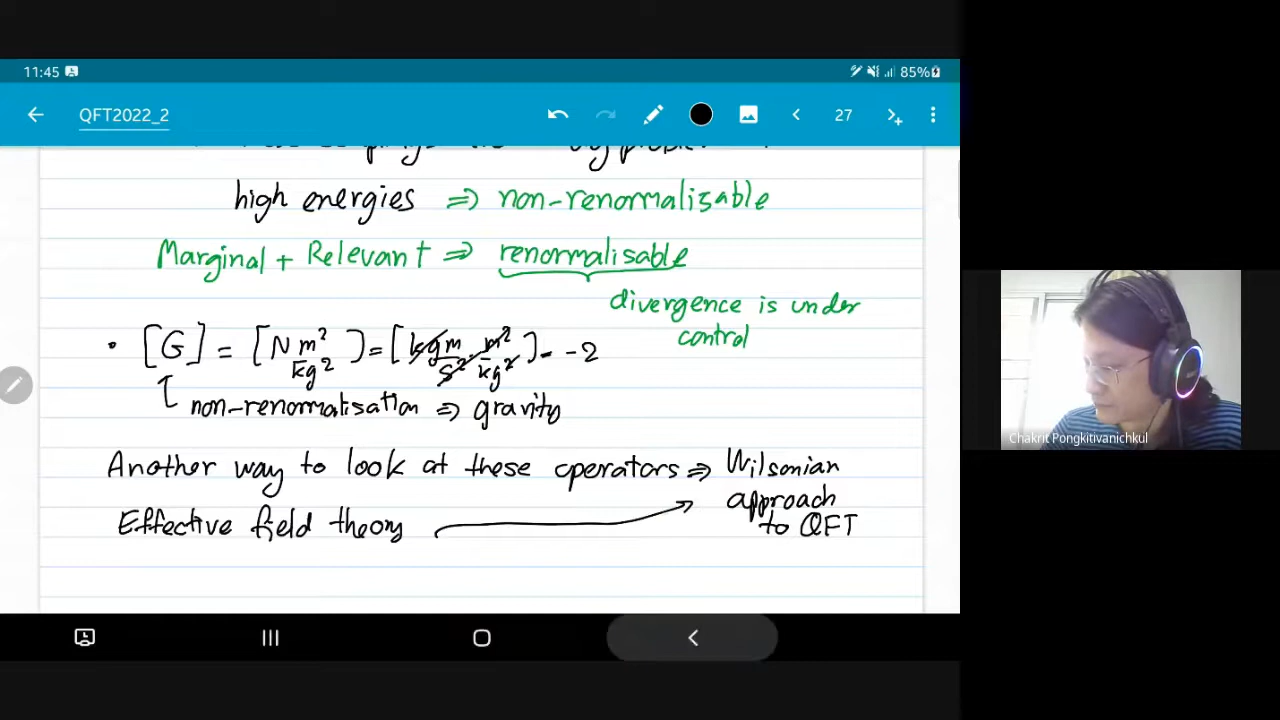 11:45
85%
QFT2022_2
27
high energies ⇒ non-renormalisable
Marginal + Relevant ⇒ renormalisable
divergence is under
control
• [G] = [N m²/kg²] = [kgm/s² · m²/kg²] = -2
non-renormalisation ⇒ gravity
Another way to look at these operators ⇒ Wilsonian
approach
to QFT
Effective field theory
Chakrit Pongkitivanichkul